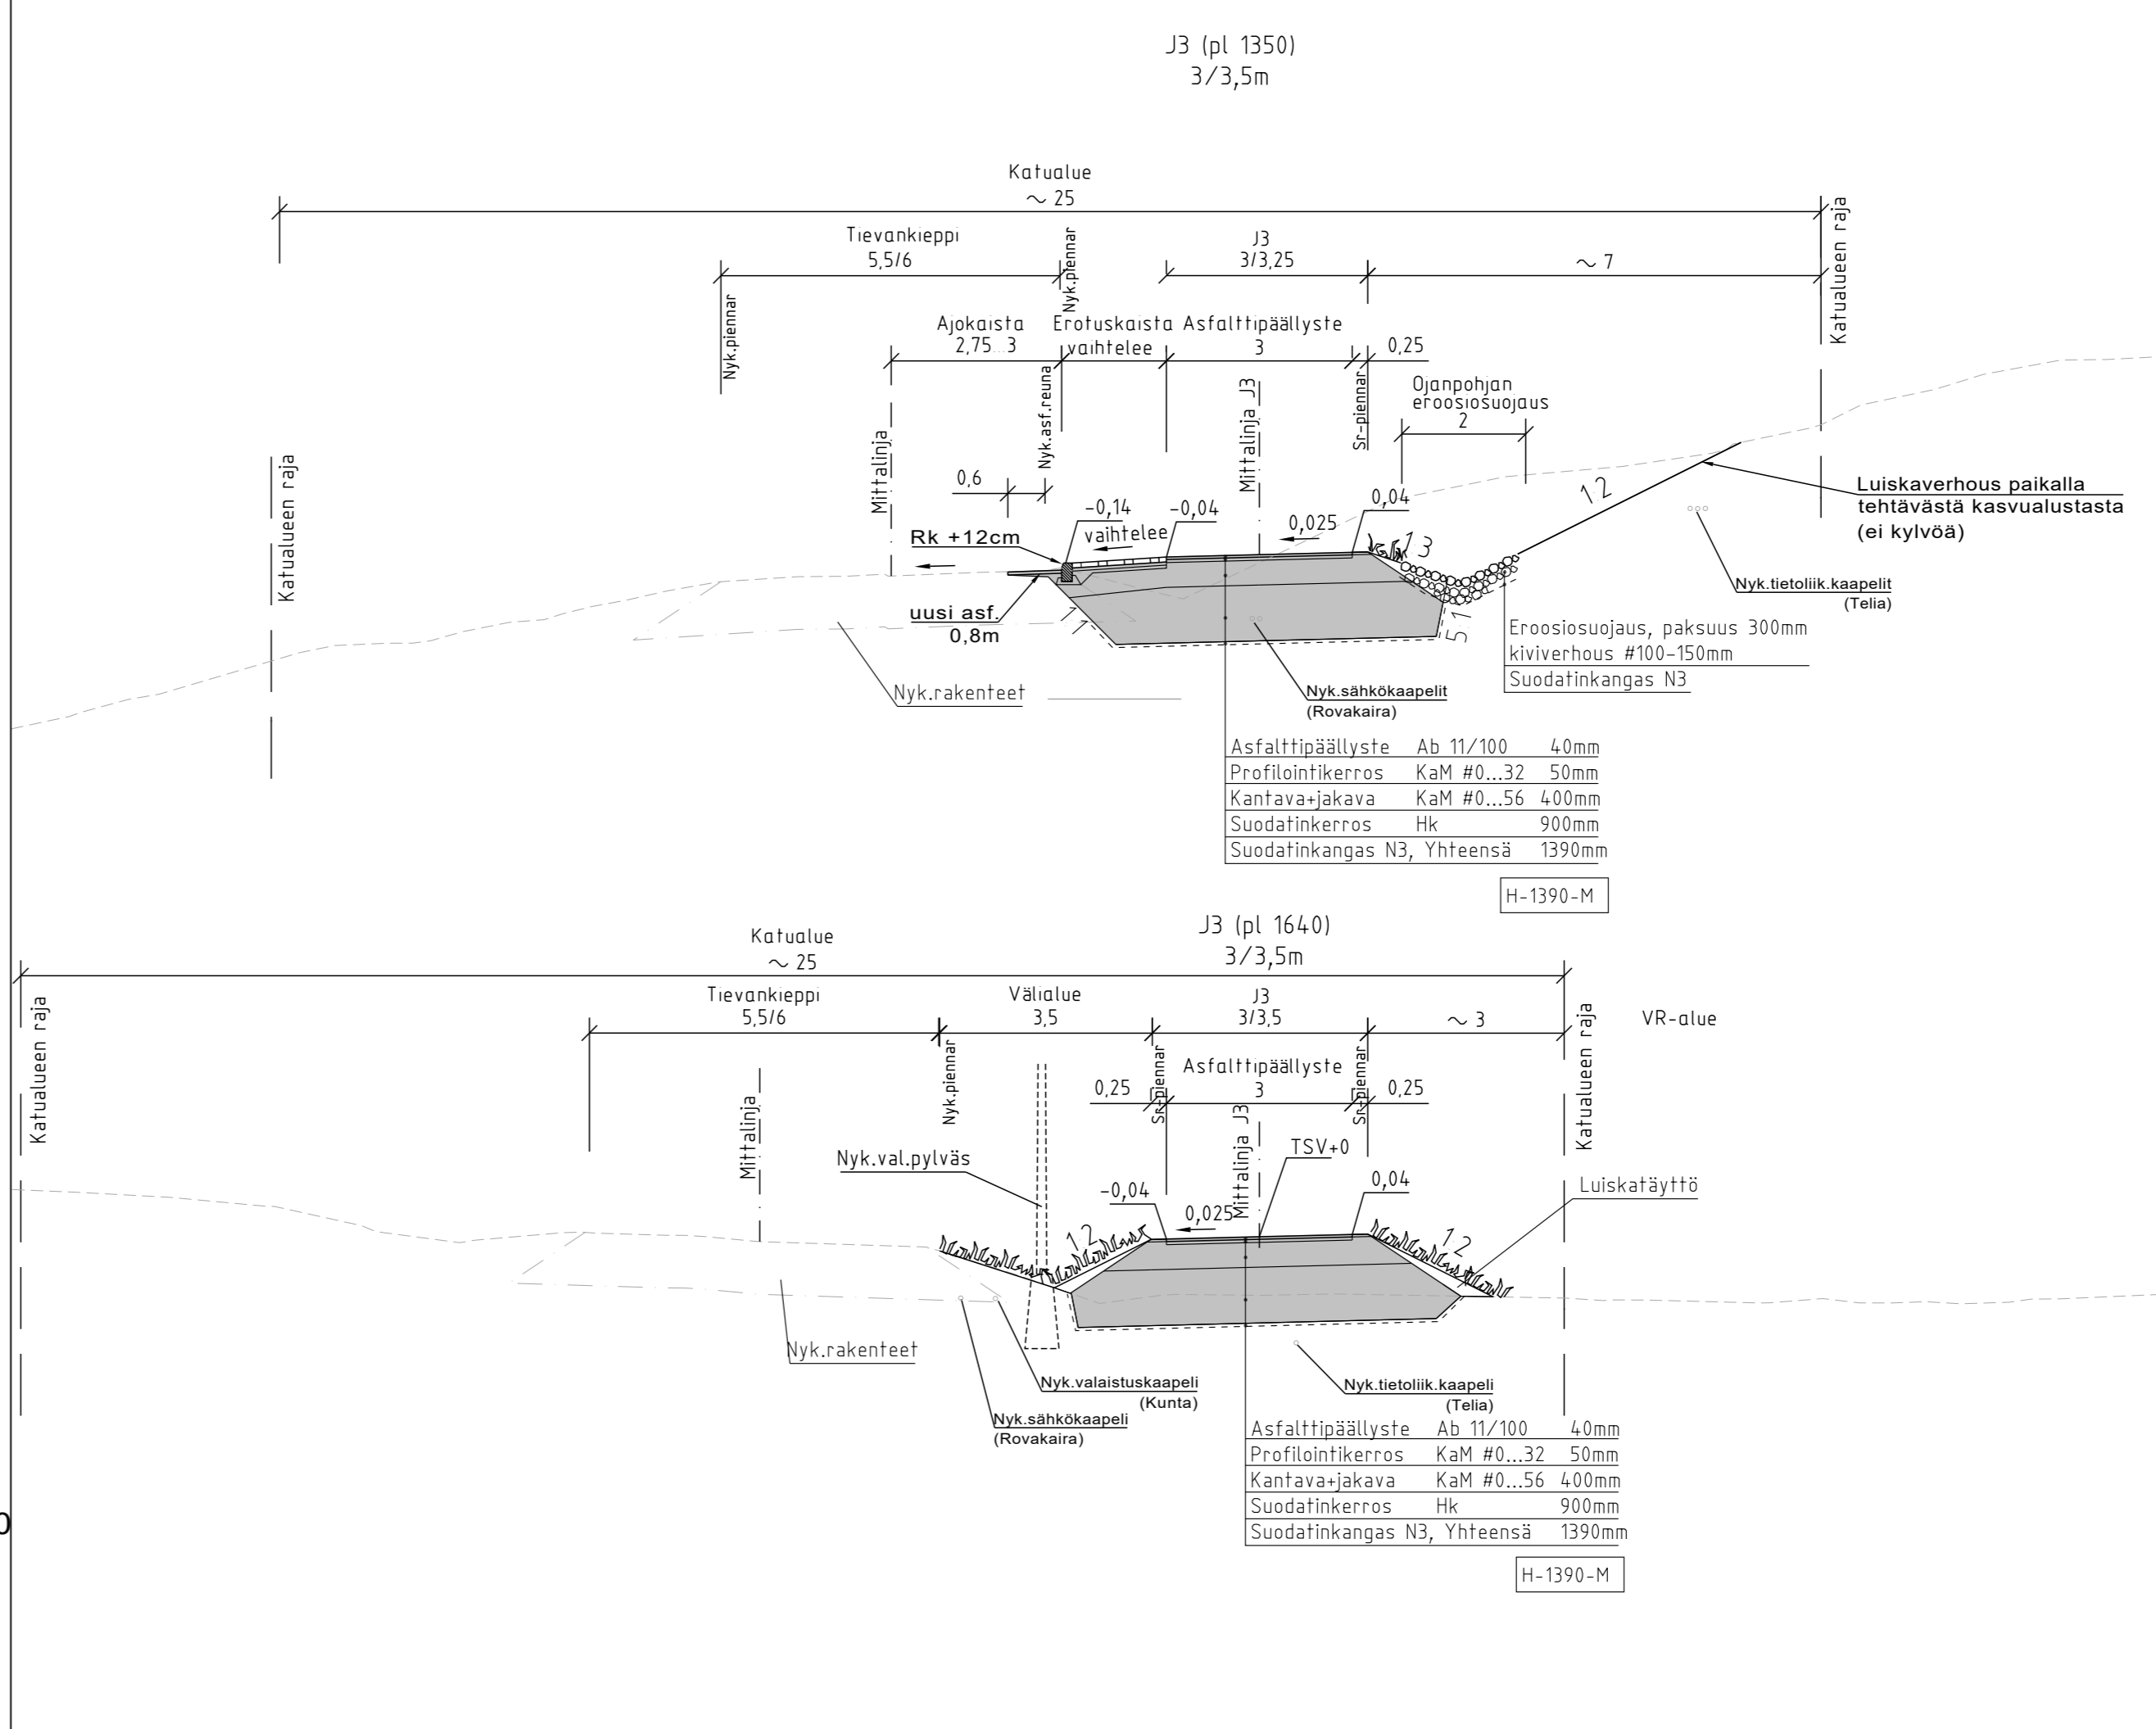 J3 (pl 1350)
3/3,5m
Katualue
~ 25
Tievankieppi
5,5/6
Nyk.piennar
J3
3/3,25
~ 7
Katualueen raja
Nyk.piennar
Ajokaista
2,75...3
Erotuskaista
vaihtelee
Asfalttipäällyste
3
0,25
Nyk.asf.reuna
Sr-piennar
Ojanpohjan
eroosiosuojaus
2
Mittalinja
Mittalinja J3
Katualueen raja
0,6
-0,14
vaihtelee
-0,04
0,025
0,04
1:2
Luiskaverhous paikalla
tehtävästä kasvualustasta
(ei kylvöä)
Rk +12cm
1:3
Nyk.tietoliik.kaapelit
(Telia)
uusi asf.
0,8m
1:1
5:1
Eroosiosuojaus, paksuus 300mm
kiviverhous #100-150mm
Suodatinkangas N3
Nyk.rakenteet
Nyk.sähkökaapelit
(Rovakaira)
Asfalttipäällyste Ab 11/100 40mm
Profilointikerros KaM #0...32 50mm
Kantava+jakava KaM #0...56 400mm
Suodatinkerros Hk 900mm
Suodatinkangas N3, Yhteensä 1390mm
H-1390-M
J3 (pl 1640)
3/3,5m
Katualue
~ 25
Katualueen raja
Tievankieppi
5,5/6
Välialue
3,5
J3
3/3,5
~ 3
Katualueen raja
VR-alue
Nyk.piennar
Sr-piennar
Asfalttipäällyste
3
Sr-piennar
0,25
0,25
Mittalinja
Mittalinja J3
Nyk.val.pylväs
TSV+0
-0,04
0,025
0,04
Luiskatäyttö
1:2
1:2
Nyk.rakenteet
Nyk.valaistuskaapeli
(Kunta)
Nyk.sähkökaapeli
(Rovakaira)
Nyk.tietoliik.kaapeli
(Telia)
Asfalttipäällyste Ab 11/100 40mm
Profilointikerros KaM #0...32 50mm
Kantava+jakava KaM #0...56 400mm
Suodatinkerros Hk 900mm
Suodatinkangas N3, Yhteensä 1390mm
H-1390-M
0